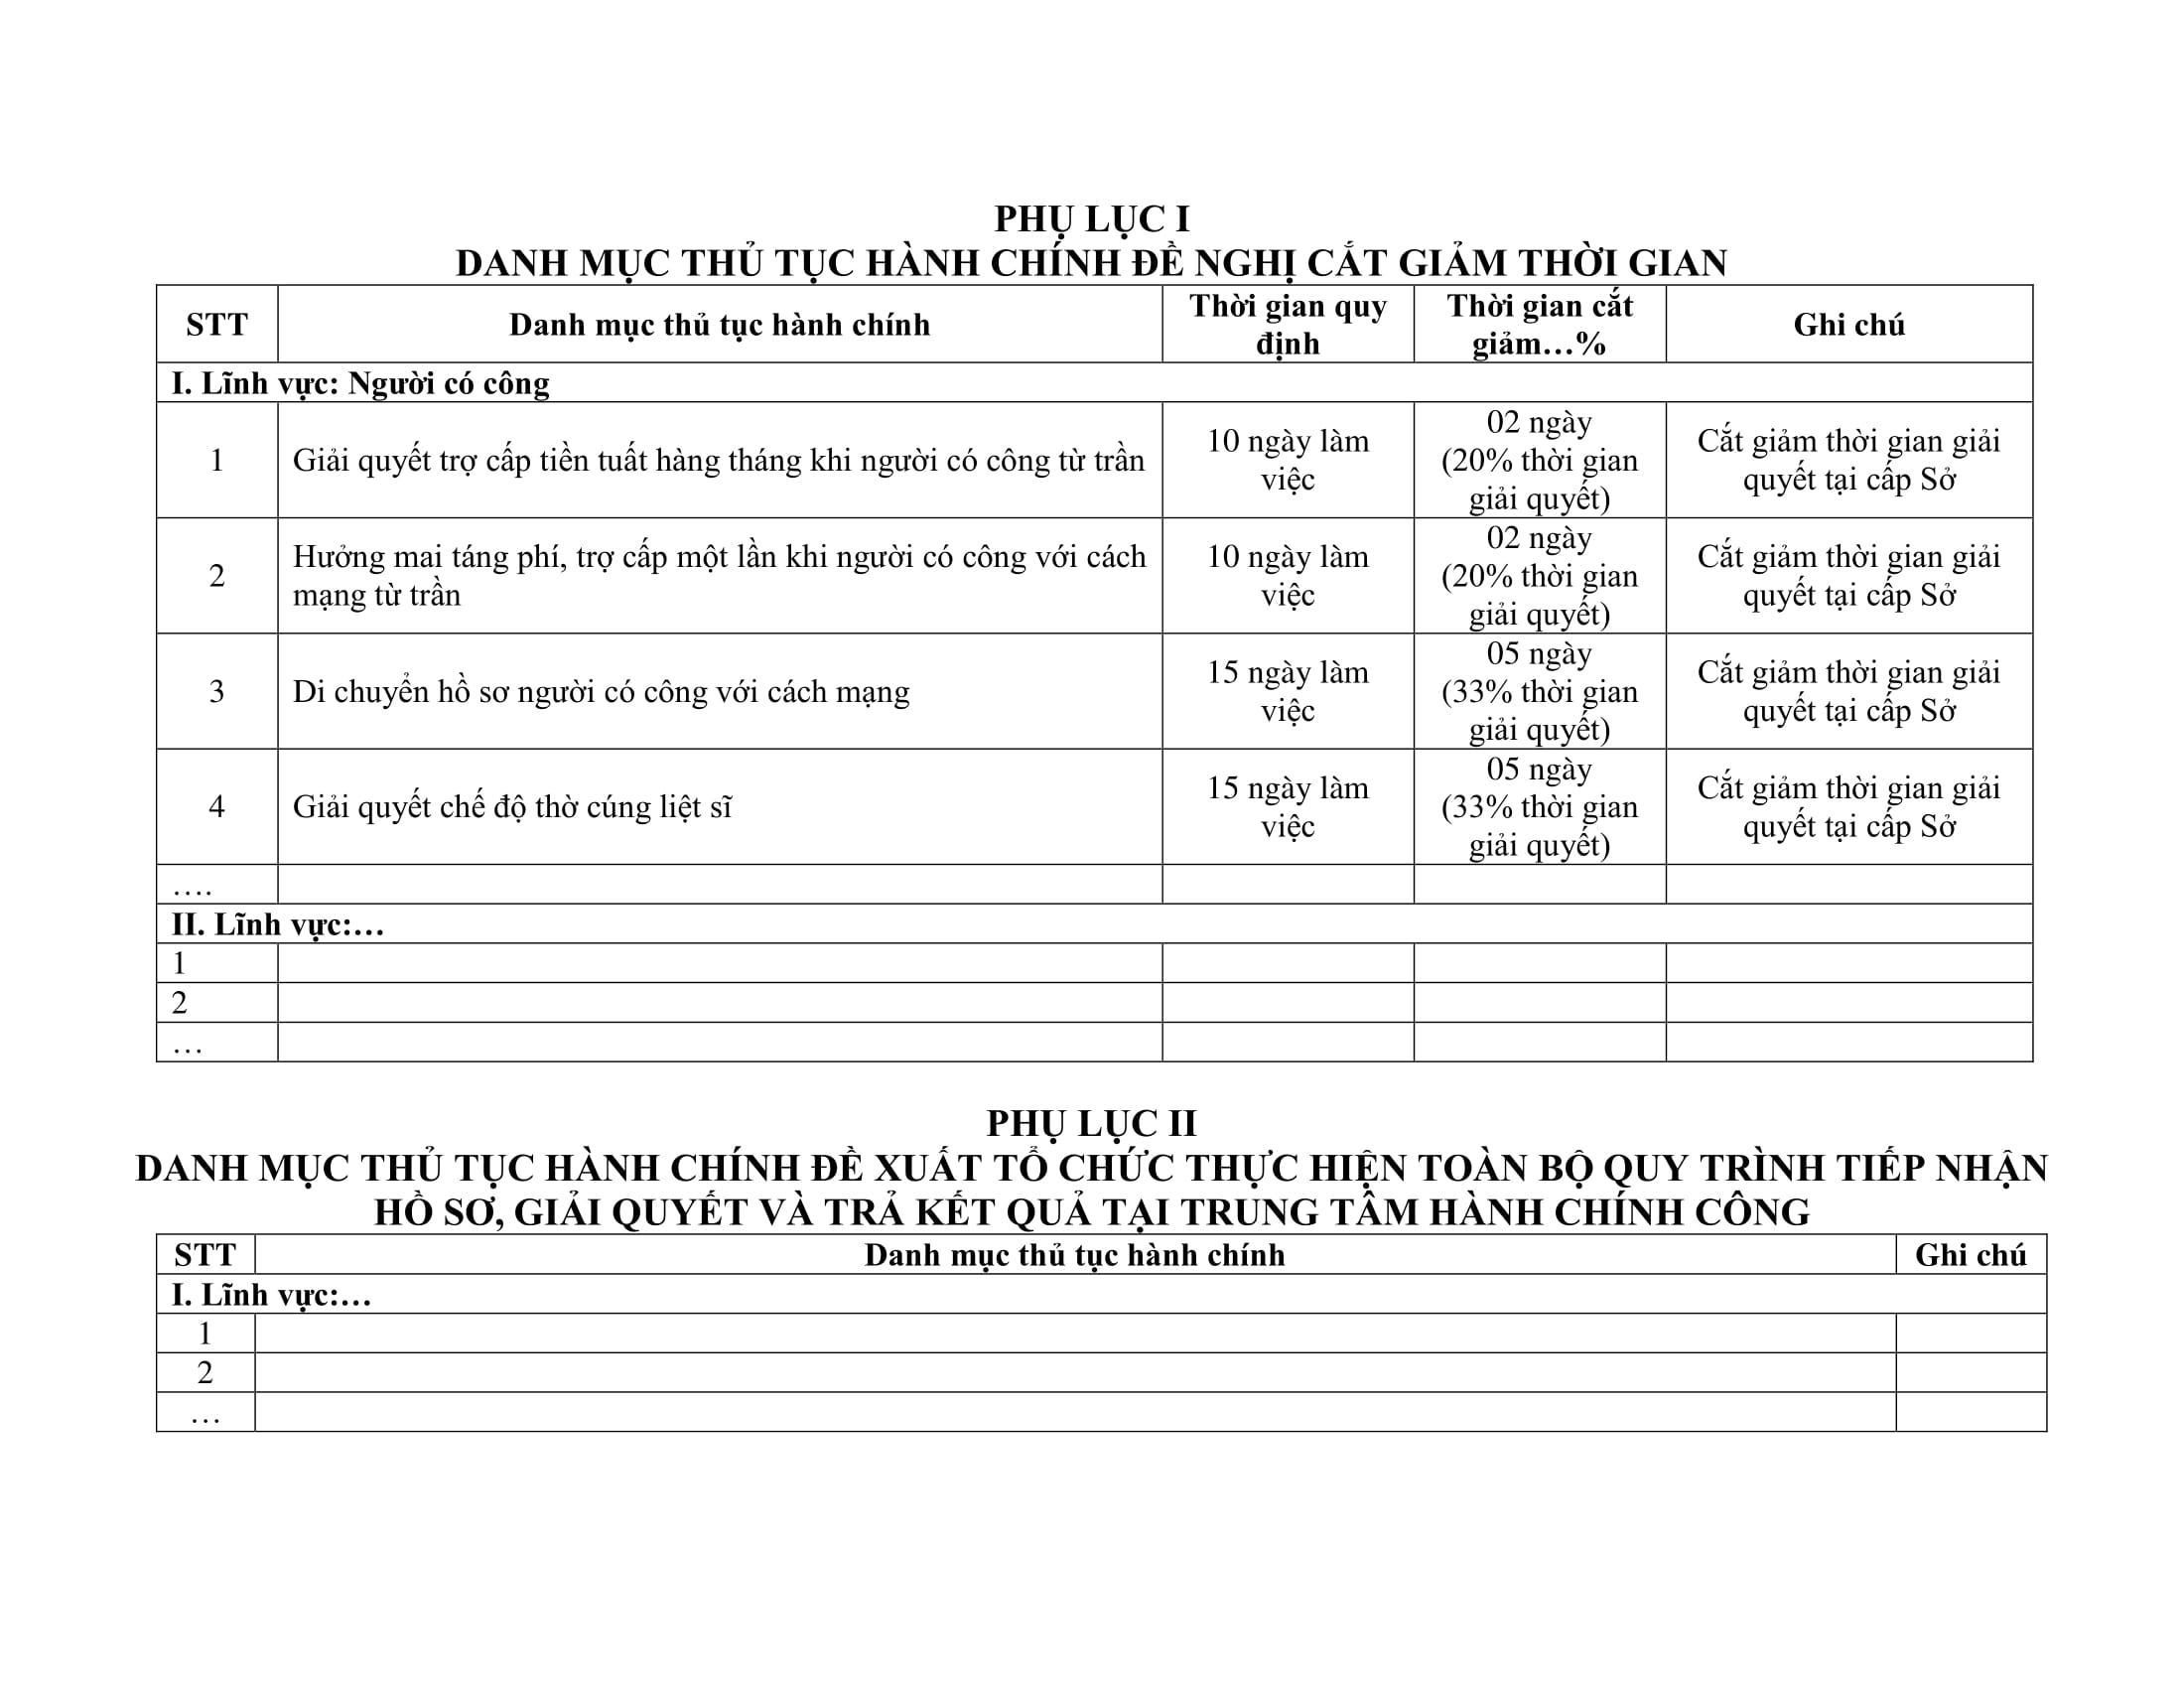 PHỤ LỤC I
DANH MỤC THỦ TỤC HÀNH CHÍNH ĐỀ NGHỊ CẮT GIẢM THỜI GIAN
STT
Danh mục thủ tục hành chính
Thời gian quy
định
Thời gian cắt
giảm…%
Ghi chú
I. Lĩnh vực: Người có công
1
Giải quyết trợ cấp tiền tuất hàng tháng khi người có công từ trần
10 ngày làm
việc
02 ngày
(20% thời gian
giải quyết)
Cắt giảm thời gian giải
quyết tại cấp Sở
2
Hưởng mai táng phí, trợ cấp một lần khi người có công với cách
mạng từ trần
10 ngày làm
việc
02 ngày
(20% thời gian
giải quyết)
Cắt giảm thời gian giải
quyết tại cấp Sở
3
Di chuyển hồ sơ người có công với cách mạng
15 ngày làm
việc
05 ngày
(33% thời gian
giải quyết)
Cắt giảm thời gian giải
quyết tại cấp Sở
4
Giải quyết chế độ thờ cúng liệt sĩ
15 ngày làm
việc
05 ngày
(33% thời gian
giải quyết)
Cắt giảm thời gian giải
quyết tại cấp Sở
….
II. Lĩnh vực:…
1
2
…
PHỤ LỤC II
DANH MỤC THỦ TỤC HÀNH CHÍNH ĐỀ XUẤT TỔ CHỨC THỰC HIỆN TOÀN BỘ QUY TRÌNH TIẾP NHẬN
HỒ SƠ, GIẢI QUYẾT VÀ TRẢ KẾT QUẢ TẠI TRUNG TÂM HÀNH CHÍNH CÔNG
STT
Danh mục thủ tục hành chính
Ghi chú
I. Lĩnh vực:…
1
2
…